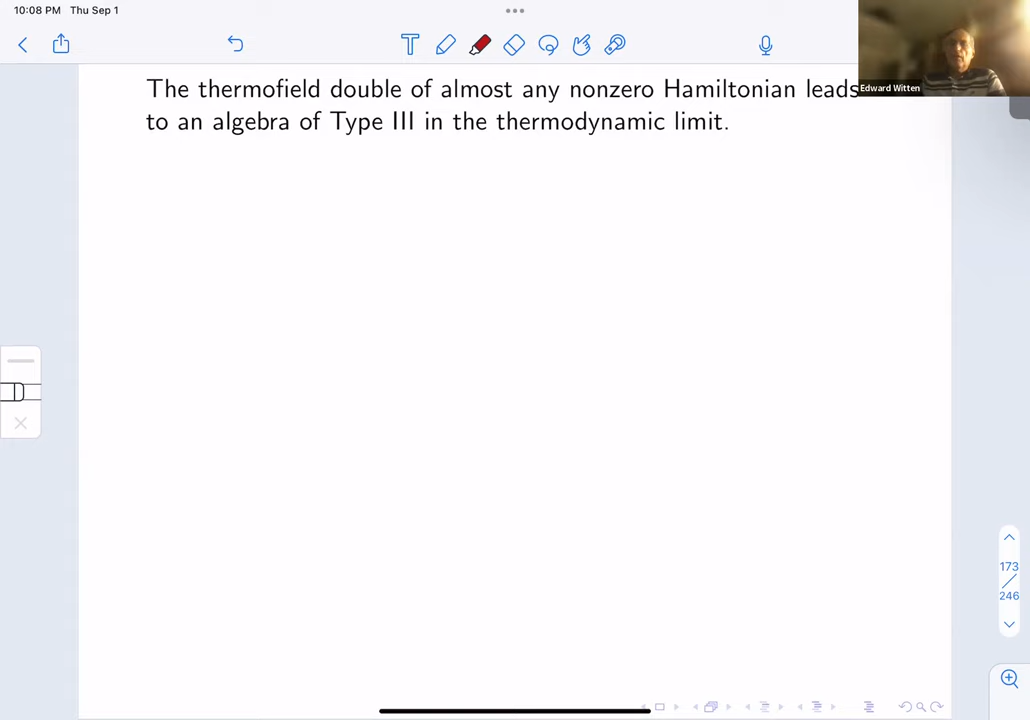 10:08 PM Thu Sep 1
Edward Witten
The thermofield double of almost any nonzero Hamiltonian leads
to an algebra of Type III in the thermodynamic limit.
173
246